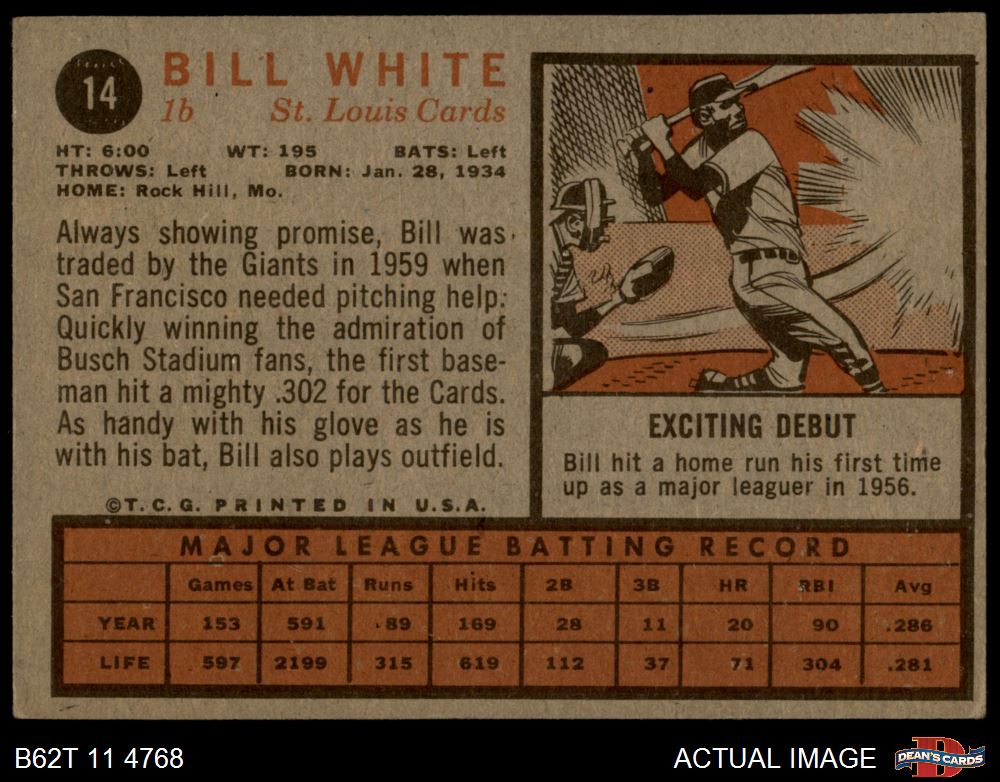 14
BILL WHITE
1b St. Louis Cards
HT: 6:00 WT: 195 BATS: Left
THROWS: Left BORN: Jan. 28, 1934
HOME: Rock Hill, Mo.
Always showing promise, Bill was
traded by the Giants in 1959 when
San Francisco needed pitching help.
Quickly winning the admiration of
Busch Stadium fans, the first base-
man hit a mighty .302 for the Cards.
As handy with his glove as he is
with his bat, Bill also plays outfield.
©T.C.G. PRINTED IN U.S.A.
EXCITING DEBUT
Bill hit a home run his first time
up as a major leaguer in 1956.
MAJOR LEAGUE BATTING RECORD
Games At Bat Runs Hits 2B 3B HR RBI Avg
YEAR 153 591 89 169 28 11 20 90 .286
LIFE 597 2199 315 619 112 37 71 304 .281
B62T 11 4768
ACTUAL IMAGE
D
DEAN'S CARDS